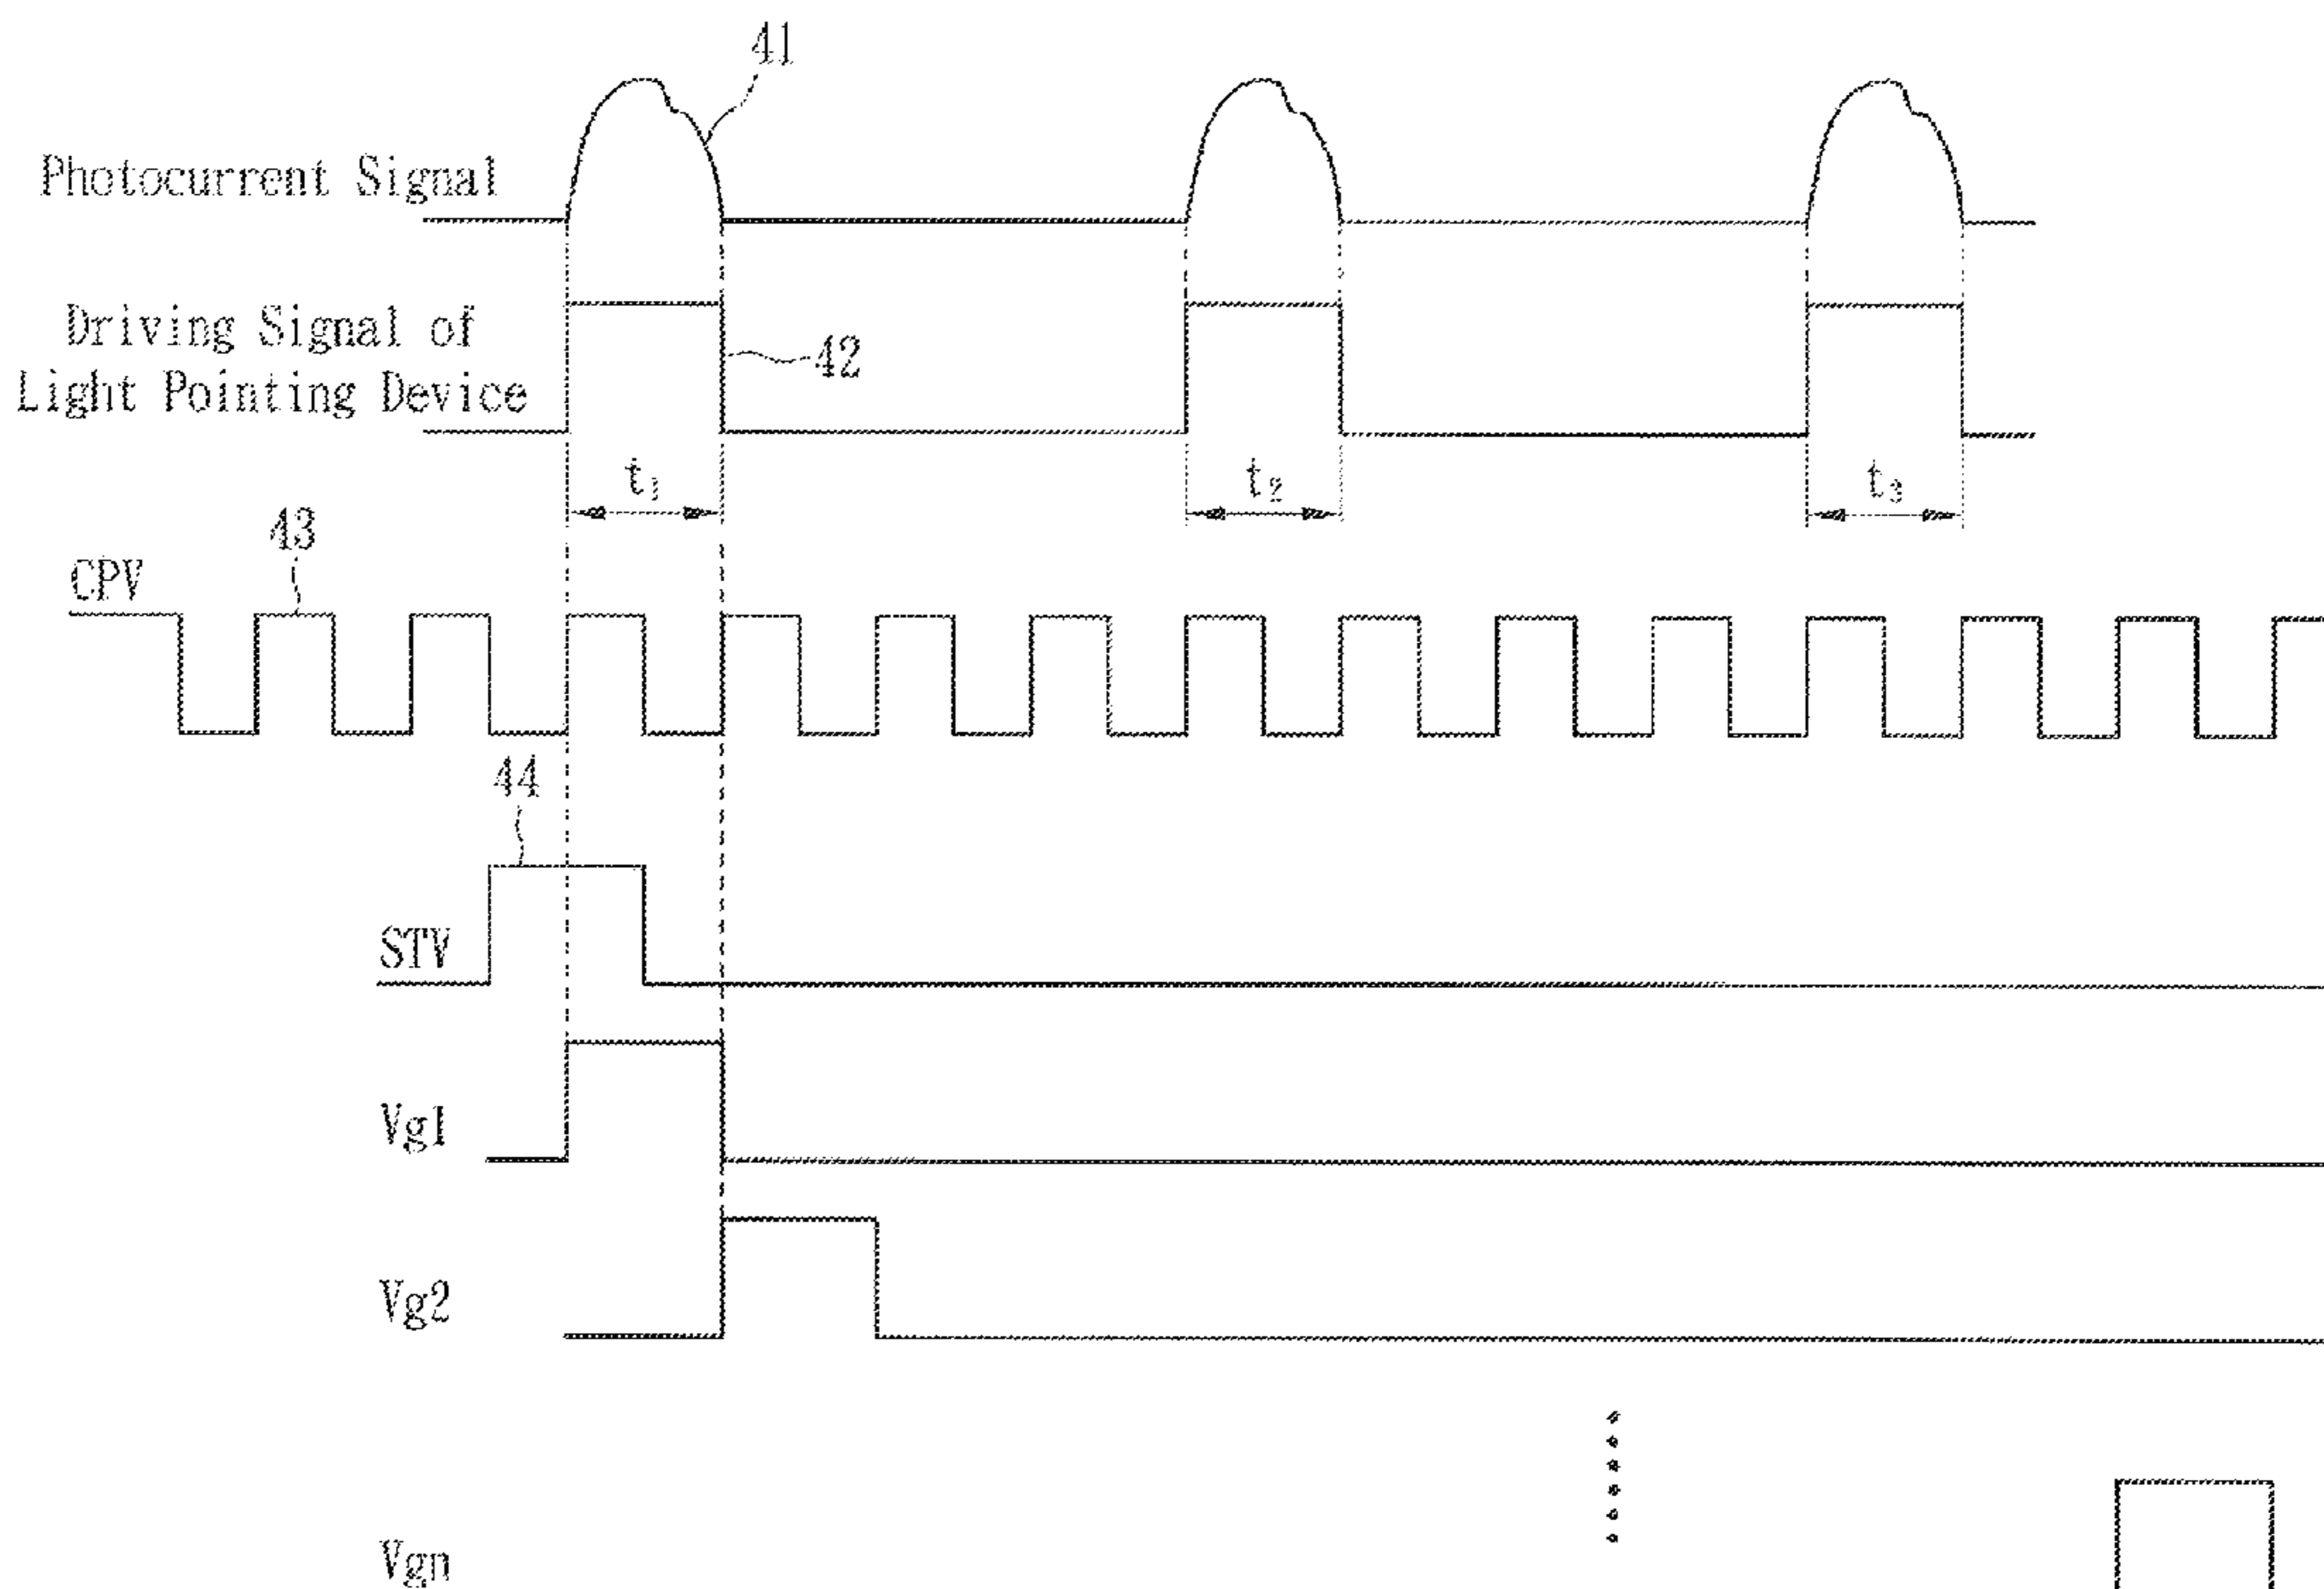 41
Photocurrent Signal
Driving Signal of
Light Pointing Device
42
t₁
t₂
t₃
43
CPV
44
STV
Vg1
Vg2
Vgn